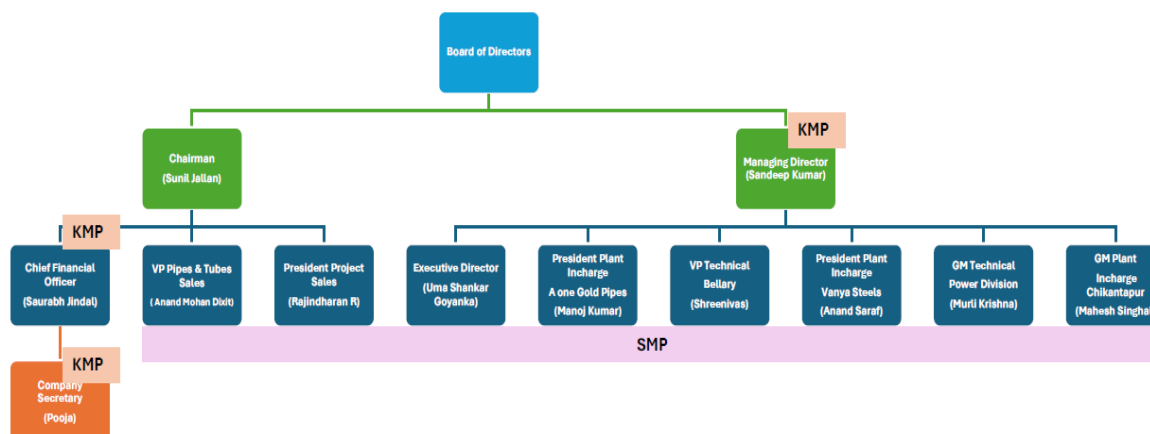 Board of Directors
KMP
Chairman
(Sunil Jallan)
Managing Director
(Sandeep Kumar)
KMP
Chief Financial
Officer
(Saurabh Jindal)
VP Pipes & Tubes
Sales
( Anand Mohan Dixit)
President Project
Sales
(Rajindharan R)
Executive Director
(Uma Shankar
Goyanka)
President Plant
Incharge
A one Gold Pipes
(Manoj Kumar)
VP Technical
Bellary
(Shreenivas)
President Plant
Incharge
Vanya Steels
(Anand Saraf)
GM Technical
Power Division
(Murli Krishna)
GM Plant
Incharge
Chikantapur
(Mahesh Singhal
SMP
KMP
Company
Secretary
(Pooja)